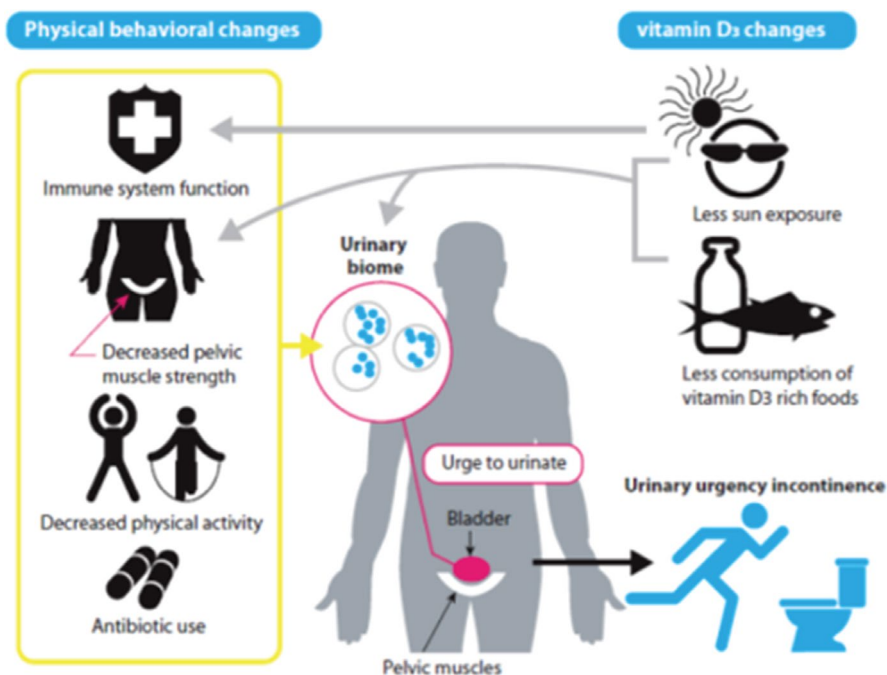 Physical behavioral changes
vitamin D₃ changes
Immune system function
Less sun exposure
Urinary
biome
Decreased pelvic
muscle strength
Less consumption of
vitamin D3 rich foods
Urge to urinate
Urinary urgency incontinence
Decreased physical activity
Bladder
Antibiotic use
Pelvic muscles